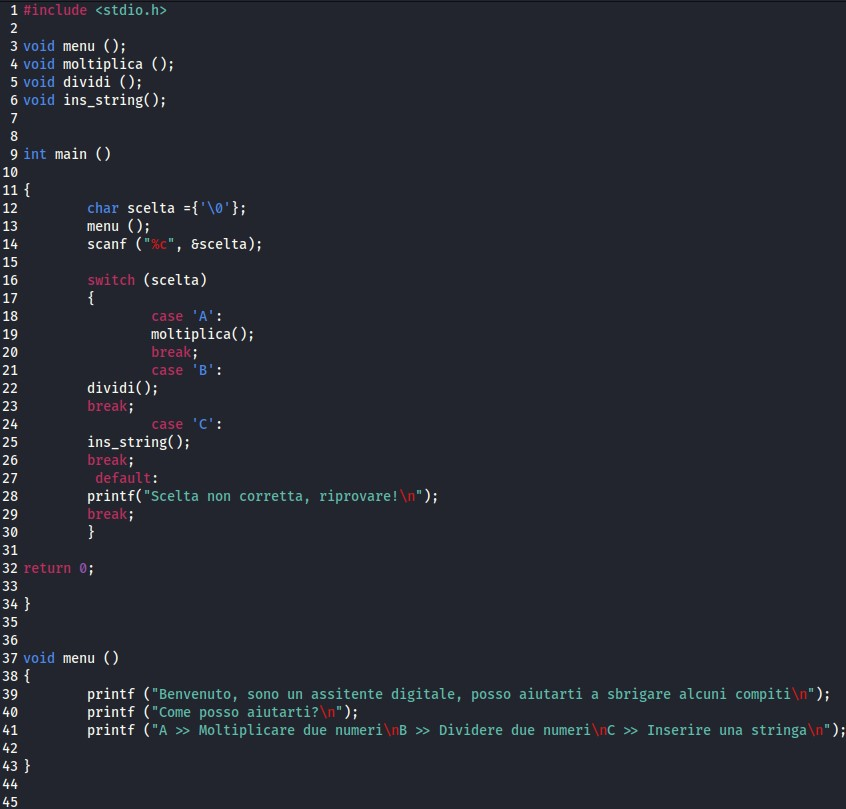 1 #include <stdio.h>
2
3 void menu ();
4 void moltiplica ();
5 void dividi ();
6 void ins_string();
7
8
9 int main ()
10
11 {
12         char scelta ={'\0'};
13         menu ();
14         scanf ("%c", &scelta);
15
16         switch (scelta)
17         {
18                 case 'A':
19                 moltiplica();
20                 break;
21                 case 'B':
22         dividi();
23         break;
24                 case 'C':
25         ins_string();
26         break;
27          default:
28         printf("Scelta non corretta, riprovare!\n");
29         break;
30         }
31
32 return 0;
33
34 }
35
36
37 void menu ()
38 {
39         printf ("Benvenuto, sono un assitente digitale, posso aiutarti a sbrigare alcuni compiti\n");
40         printf ("Come posso aiutarti?\n");
41         printf ("A >> Moltiplicare due numeri\nB >> Dividere due numeri\nC >> Inserire una stringa\n");
42
43 }
44
45